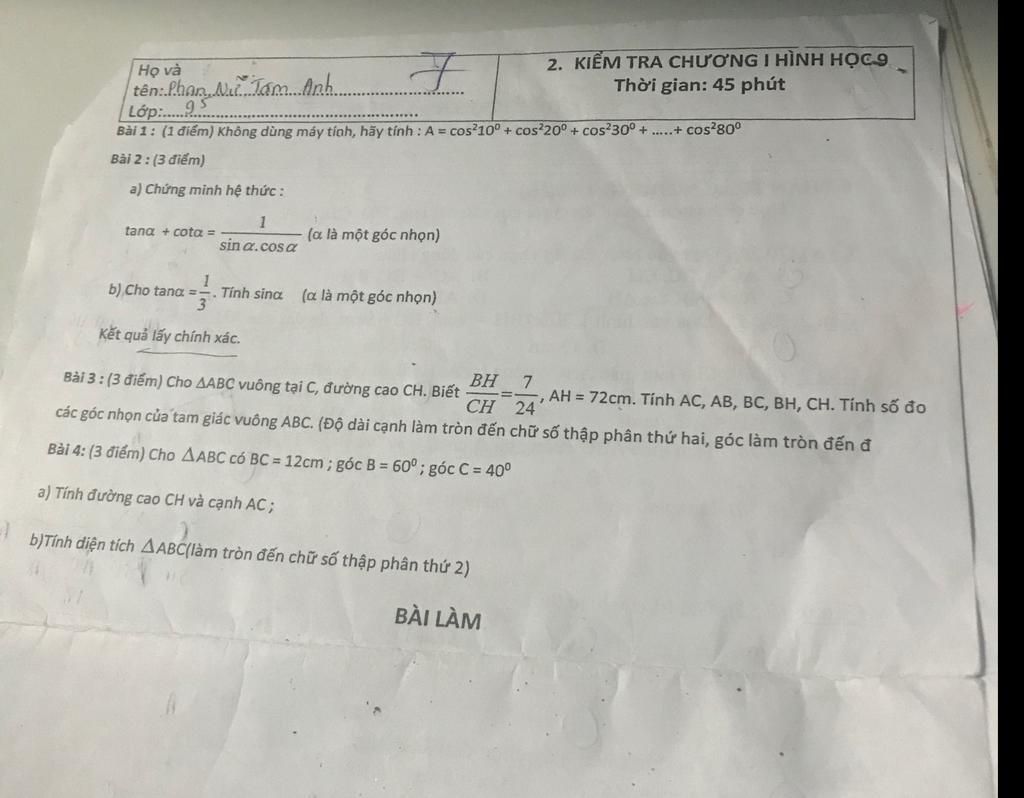 Họ và
tên:.Phan.Nữ.Tâm.Anh
Lớp:.....9⁵
2. KIỂM TRA CHƯƠNG I HÌNH HỌC 9
Thời gian: 45 phút
Bài 1 : (1 điểm) Không dùng máy tính, hãy tính : A = cos²10⁰ + cos²20⁰ + cos²30⁰ + .....+ cos²80⁰
Bài 2 : (3 điểm)
a) Chứng minh hệ thức :
tanα + cotα = 1 / (sin α.cos α) (α là một góc nhọn)
b) Cho tanα = 1/3 . Tính sinα (α là một góc nhọn)
Kết quả lấy chính xác.
Bài 3 : (3 điểm) Cho ΔABC vuông tại C, đường cao CH. Biết BH/CH = 7/24, AH = 72cm. Tính AC, AB, BC, BH, CH. Tính số đo
các góc nhọn của tam giác vuông ABC. (Độ dài cạnh làm tròn đến chữ số thập phân thứ hai, góc làm tròn đến đ
Bài 4: (3 điểm) Cho ΔABC có BC = 12cm ; góc B = 60⁰ ; góc C = 40⁰
a) Tính đường cao CH và cạnh AC ;
b)Tính diện tích ΔABC(làm tròn đến chữ số thập phân thứ 2)
BÀI LÀM